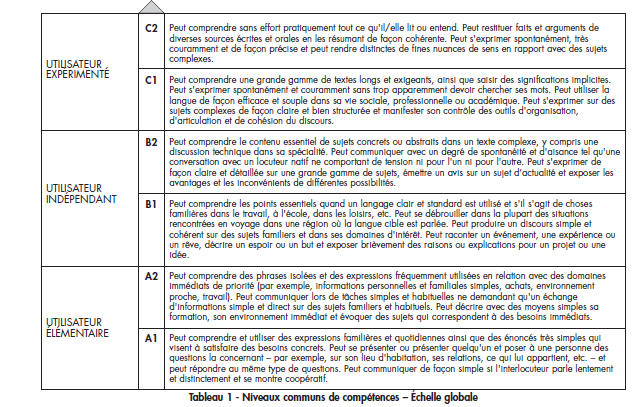 C2
Peut comprendre sans effort pratiquement tout ce qu'il/elle lit ou entend. Peut restituer faits et arguments de
diverses sources écrites et orales en les résumant de façon cohérente. Peut s'exprimer spontanément, très
couramment et de façon précise et peut rendre distinctes de fines nuances de sens en rapport avec des sujets
complexes.
UTILISATEUR
EXPÉRIMENTÉ
C1
Peut comprendre une grande gamme de textes longs et exigeants, ainsi que saisir des significations implicites.
Peut s'exprimer spontanément et couramment sans trop apparemment devoir chercher ses mots. Peut utiliser la
langue de façon efficace et souple dans sa vie sociale, professionnelle ou académique. Peut s'exprimer sur des
sujets complexes de façon claire et bien structurée et manifester son contrôle des outils d'organisation,
d'articulation et de cohésion du discours.
B2
Peut comprendre le contenu essentiel de sujets concrets ou abstraits dans un texte complexe, y compris une
discussion technique dans sa spécialité. Peut communiquer avec un degré de spontanéité et d'aisance tel qu'une
conversation avec un locuteur natif ne comportant de tension ni pour l'un ni pour l'autre. Peut s'exprimer de
façon claire et détaillée sur une grande gamme de sujets, émettre un avis sur un sujet d'actualité et exposer les
avantages et les inconvénients de différentes possibilités.
UTILISATEUR
INDÉPENDANT
B1
Peut comprendre les points essentiels quand un langage clair et standard est utilisé et s'il s'agit de choses
familières dans le travail, à l'école, dans les loisirs, etc. Peut se débrouiller dans la plupart des situations
rencontrées en voyage dans une région où la langue cible est parlée. Peut produire un discours simple et
cohérent sur des sujets familiers et dans ses domaines d'intérêt. Peut raconter un événement, une expérience ou
un rêve, décrire un espoir ou un but et exposer brièvement des raisons ou explications pour un projet ou une
idée.
A2
Peut comprendre des phrases isolées et des expressions fréquemment utilisées en relation avec des domaines
immédiats de priorité (par exemple, informations personnelles et familiales simples, achats, environnement
proche, travail). Peut communiquer lors de tâches simples et habituelles ne demandant qu'un échange
d'informations simple et direct sur des sujets familiers et habituels. Peut décrire avec des moyens simples sa
formation, son environnement immédiat et évoquer des sujets qui correspondent à des besoins immédiats.
UTILISATEUR
ÉLÉMENTAIRE
A1
Peut comprendre et utiliser des expressions familières et quotidiennes ainsi que des énoncés très simples qui
visent à satisfaire des besoins concrets. Peut se présenter ou présenter quelqu'un et poser à une personne des
questions la concernant – par exemple, sur son lieu d'habitation, ses relations, ce qui lui appartient, etc. – et
peut répondre au même type de questions. Peut communiquer de façon simple si l'interlocuteur parle lentement
et distinctement et se montre coopératif.
Tableau 1 - Niveaux communs de compétences – Échelle globale